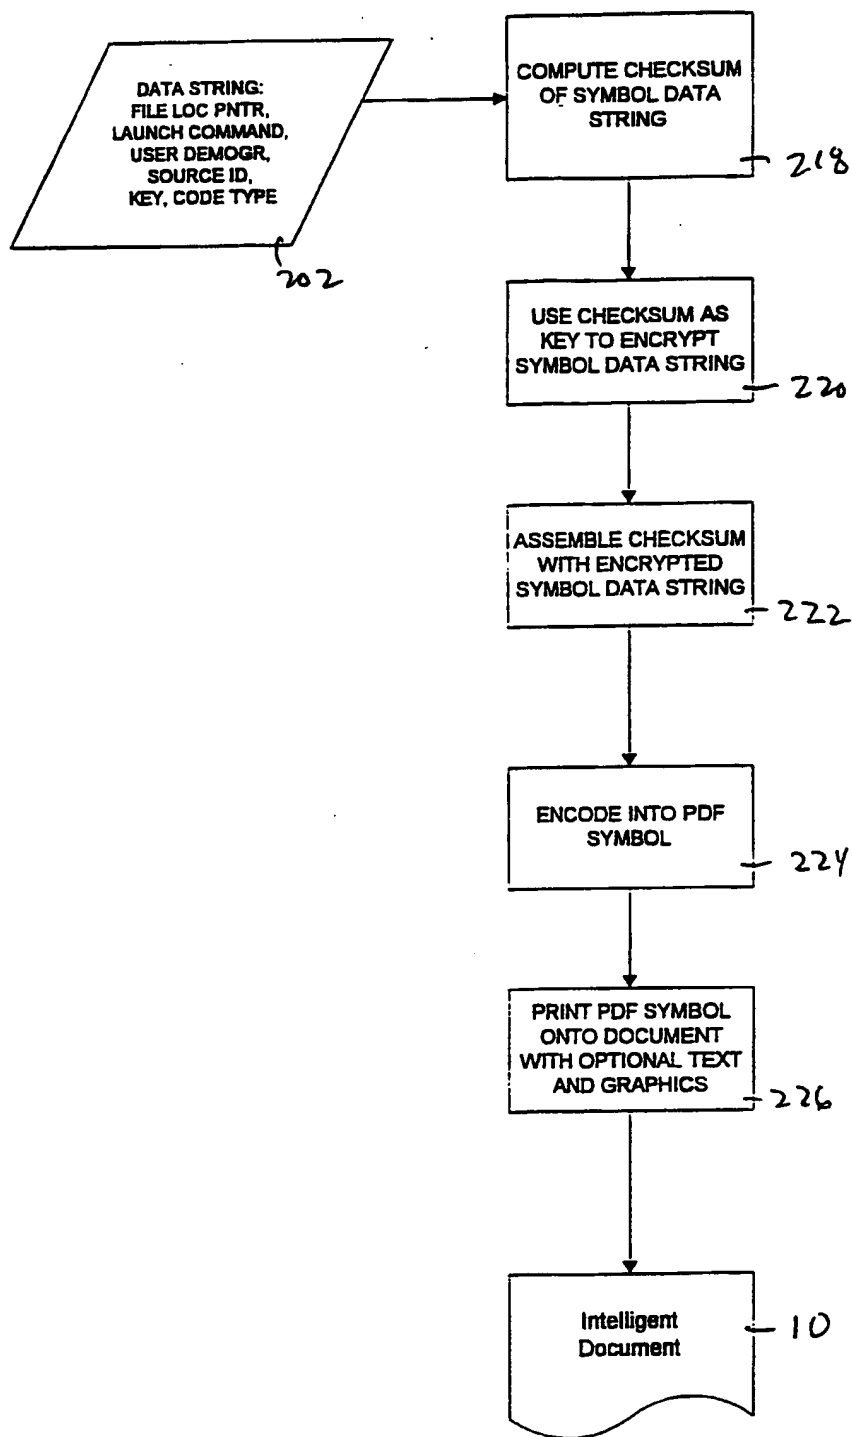 DATA STRING:
FILE LOC PNTR,
LAUNCH COMMAND,
USER DEMOGR,
SOURCE ID,
KEY, CODE TYPE
202
COMPUTE CHECKSUM
OF SYMBOL DATA
STRING
218
USE CHECKSUM AS
KEY TO ENCRYPT
SYMBOL DATA STRING
220
ASSEMBLE CHECKSUM
WITH ENCRYPTED
SYMBOL DATA STRING
222
ENCODE INTO PDF
SYMBOL
224
PRINT PDF SYMBOL
ONTO DOCUMENT
WITH OPTIONAL TEXT
AND GRAPHICS
226
Intelligent
Document
10